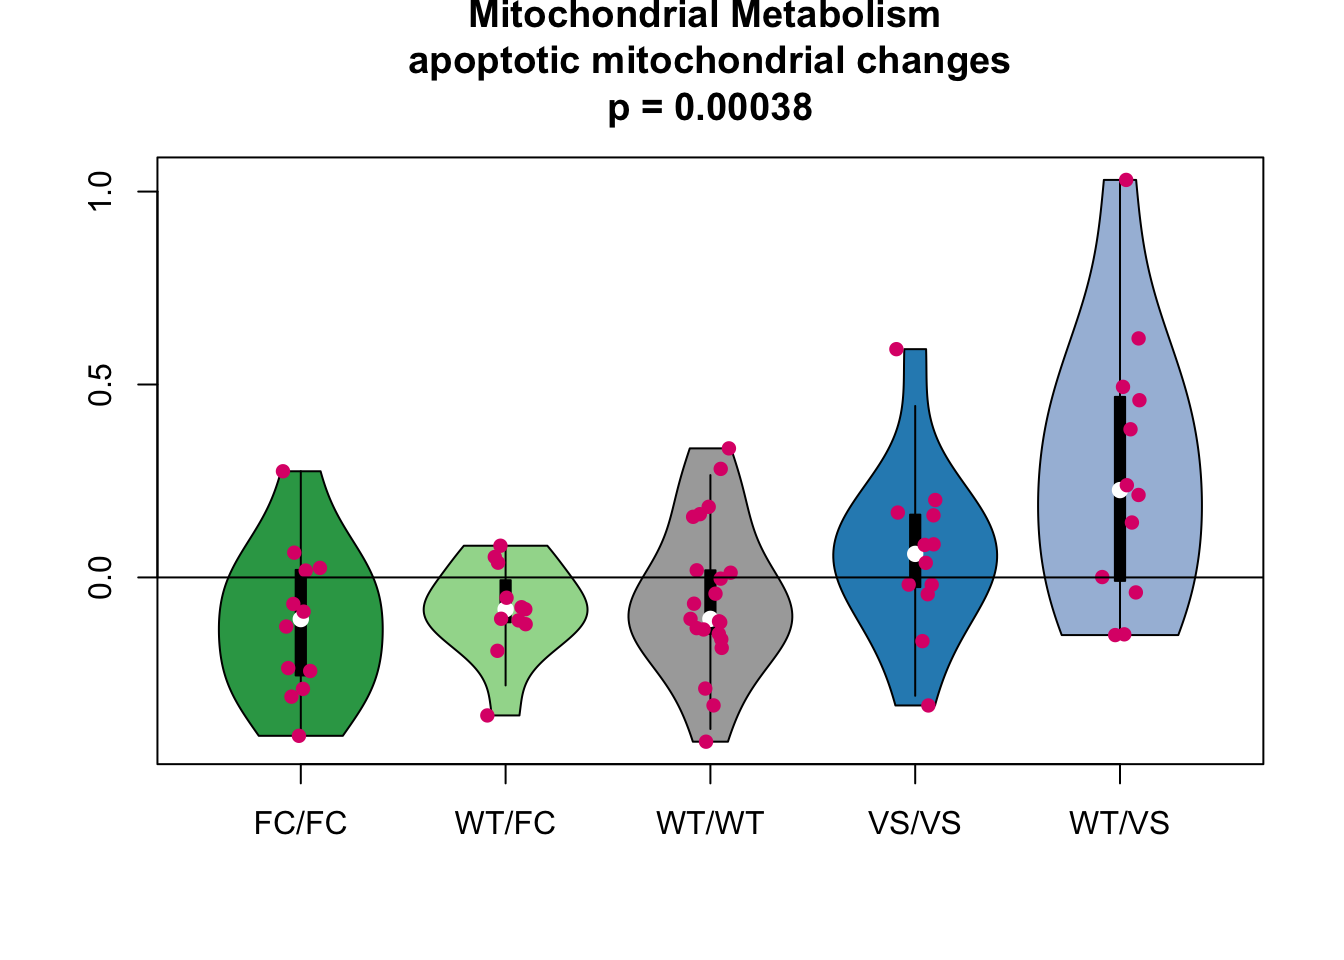 Mitochondrial Metabolism
apoptotic mitochondrial changes
p = 0.00038
1.0
0.5
0.0
FC/FC WT/FC WT/WT VS/VS WT/VS